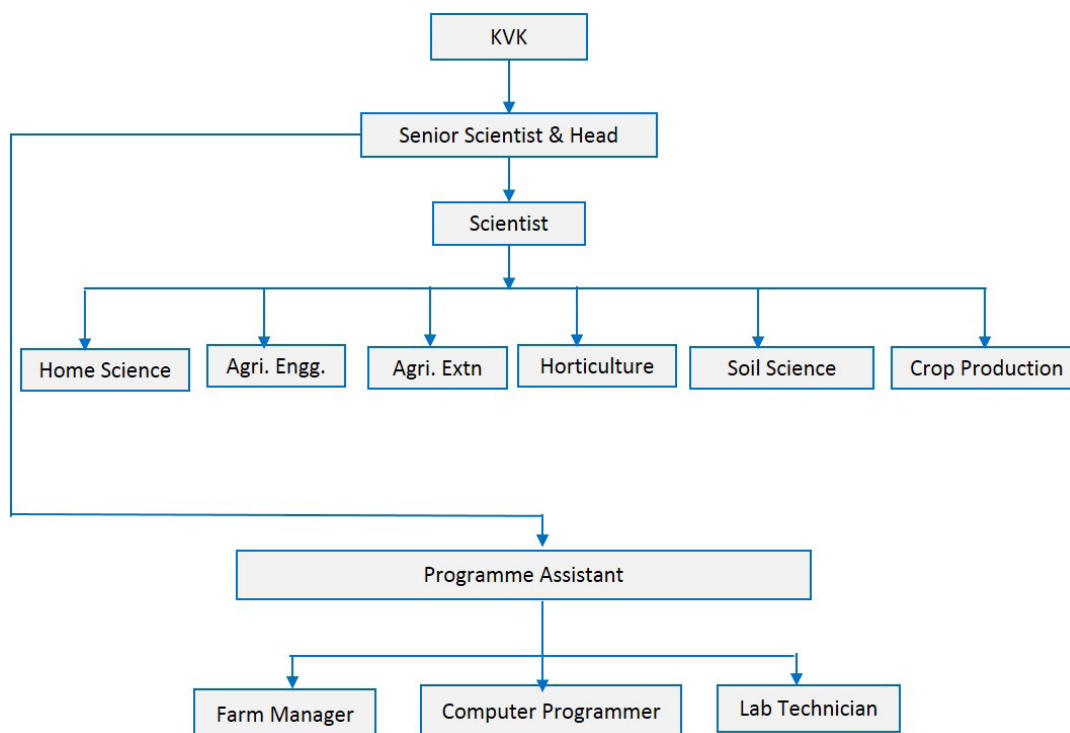 KVK
Senior Scientist & Head
Scientist
Home Science
Agri. Engg.
Agri. Extn
Horticulture
Soil Science
Crop Production
Programme Assistant
Farm Manager
Computer Programmer
Lab Technician